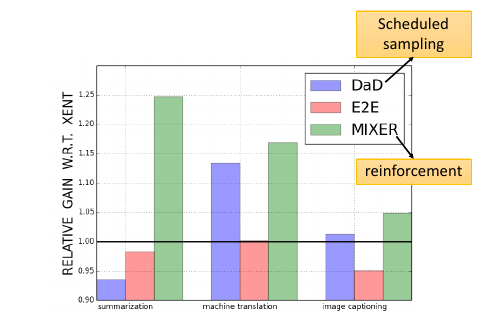 Scheduled
sampling
DaD
E2E
MIXER
reinforcement
RELATIVE GAIN W.R.T. XENT
1.25
1.20
1.15
1.10
1.05
1.00
0.95
0.90
summarization
machine translation
image captioning